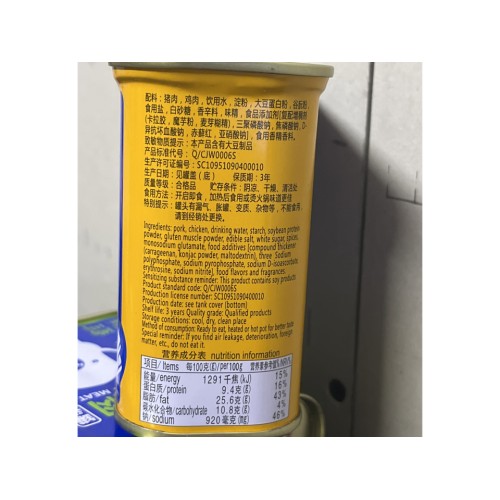 配料：猪肉，鸡肉，饮用水，淀粉，大豆蛋白粉，谷朊粉，
食用盐，白砂糖，香辛料，味精，食品添加剂[复配增稠剂
(卡拉胶，魔芋粉，麦芽糊精)，三聚磷酸钠，焦磷酸钠，D-
异抗坏血酸钠，赤藓红，亚硝酸钠]，食用香精香料。
致敏物质提示：本产品含有大豆制品
产品标准代号：Q/CJW0006S
生产许可证编号：SC10951090400010
生产日期：见罐盖（底） 保质期：3年
质量等级：合格品 贮存条件：阴凉、干燥、清洁处
食用方法：开启即食，加热后食用或烫火锅味道更佳
特别提示：罐头有漏气、胀罐、变质、杂物等，不能食用，
请到经销处更换。
Ingredients: pork, chicken, drinking water, starch, soybean protein
powder, gluten muscle powder, edible salt, white sugar, spices,
monosodium glutamate, food additives [compound thickener
(carrageenan, konjac powder, maltodextrin), three Sodium
polyphosphate, sodium pyrophosphate, sodium D-isoascorbate
erythrosine, sodium nitrite], food flavors and fragrances.
Sensitizing substance reminder: This product contains soy products
Product standard code: Q/CJW0006S
Production license number: SC10951090400010
Production date: see tank cover (bottom)
Shelf life: 3 years Quality grade: Qualified products
Storage conditions: cool, dry, clean place
Method of consumption: Ready to eat, heated or hot pot for better taste
Special reminder: If you find air leakage, swelling, deterioration, foreign
matter, etc., do not eat it.
营养成分表 nutrition information
项目/Items 每100克(g)/per100g 营养素参考值%/NRV%
能量/energy 1291千焦(kJ) 15%
蛋白质/protein 9.4克(g) 16%
脂肪/fat 25.6克(g) 43%
碳水化合物/carbohydrate 10.8克(g) 4%
钠/sodium 920毫克(mg) 46%
MEAT